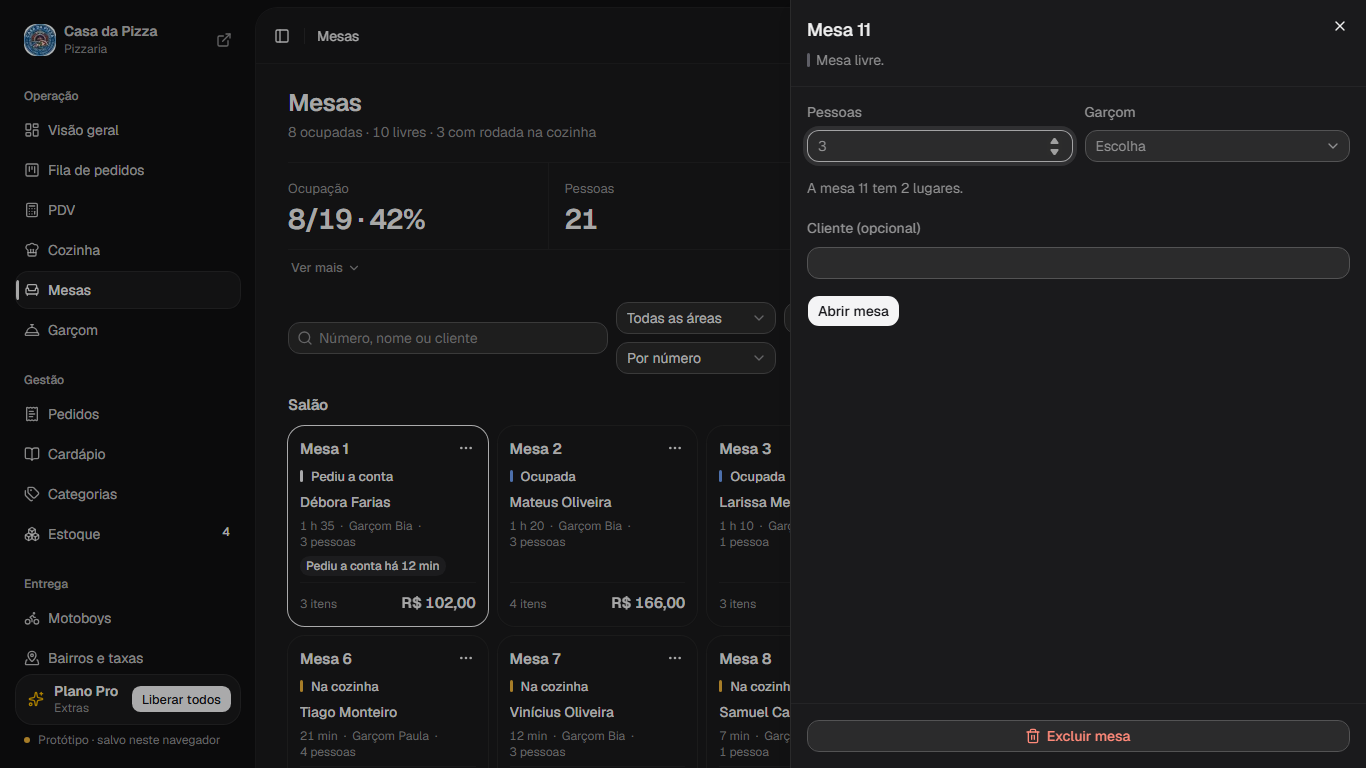 Casa da Pizza
Pizzaria
Operação
Visão geral
Fila de pedidos
PDV
Cozinha
Mesas
Garçom
Gestão
Pedidos
Cardápio
Categorias
Estoque 4
Entrega
Motoboys
Bairros e taxas
Plano Pro
Extras
Liberar todos
Protótipo · salvo neste navegador
Mesas
Mesas
8 ocupadas · 10 livres · 3 com rodada na cozinha
Ocupação
8/19 · 42%
Pessoas
21
Ver mais
Número, nome ou cliente
Todas as áreas
Por número
Salão
Mesa 1
Pediu a conta
Débora Farias
1 h 35 · Garçom Bia ·
3 pessoas
Pediu a conta há 12 min
3 itens R$ 102,00
Mesa 2
Ocupada
Mateus Oliveira
1 h 20 · Garçom Bia ·
3 pessoas
4 itens R$ 166,00
Mesa 3
Ocupada
Larissa Me
1 h 10 · Garç
1 pessoa
3 itens
Mesa 6
Na cozinha
Tiago Monteiro
21 min · Garçom Paula ·
4 pessoas
Mesa 7
Na cozinha
Vinícius Oliveira
12 min · Garçom Bia ·
3 pessoas
Mesa 8
Na cozinh
Samuel Ca
7 min · Garç
1 pessoa
Mesa 11
Mesa livre.
Pessoas
3
Garçom
Escolha
A mesa 11 tem 2 lugares.
Cliente (opcional)
Abrir mesa
Excluir mesa